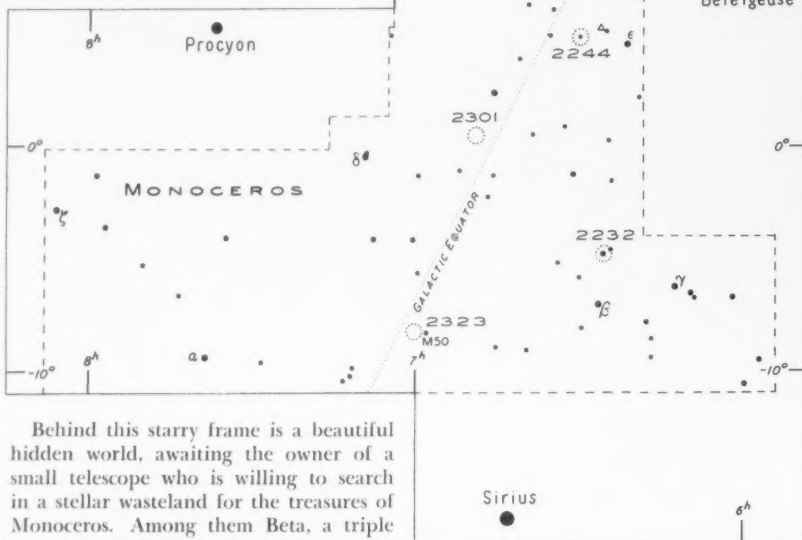 Betelgeuse
8ʰ
Procyon
Δ
ε
2244
2301
0°
δ
0°
MONOCEROS
ζ
GALACTIC EQUATOR
2232
γ
β
2323
M50
α
-10°
8ʰ
7ʰ
-10°
Behind this starry frame is a beautiful
hidden world, awaiting the owner of a
small telescope who is willing to search
in a stellar wasteland for the treasures of
Monoceros. Among them Beta, a triple
Sirius
6ʰ